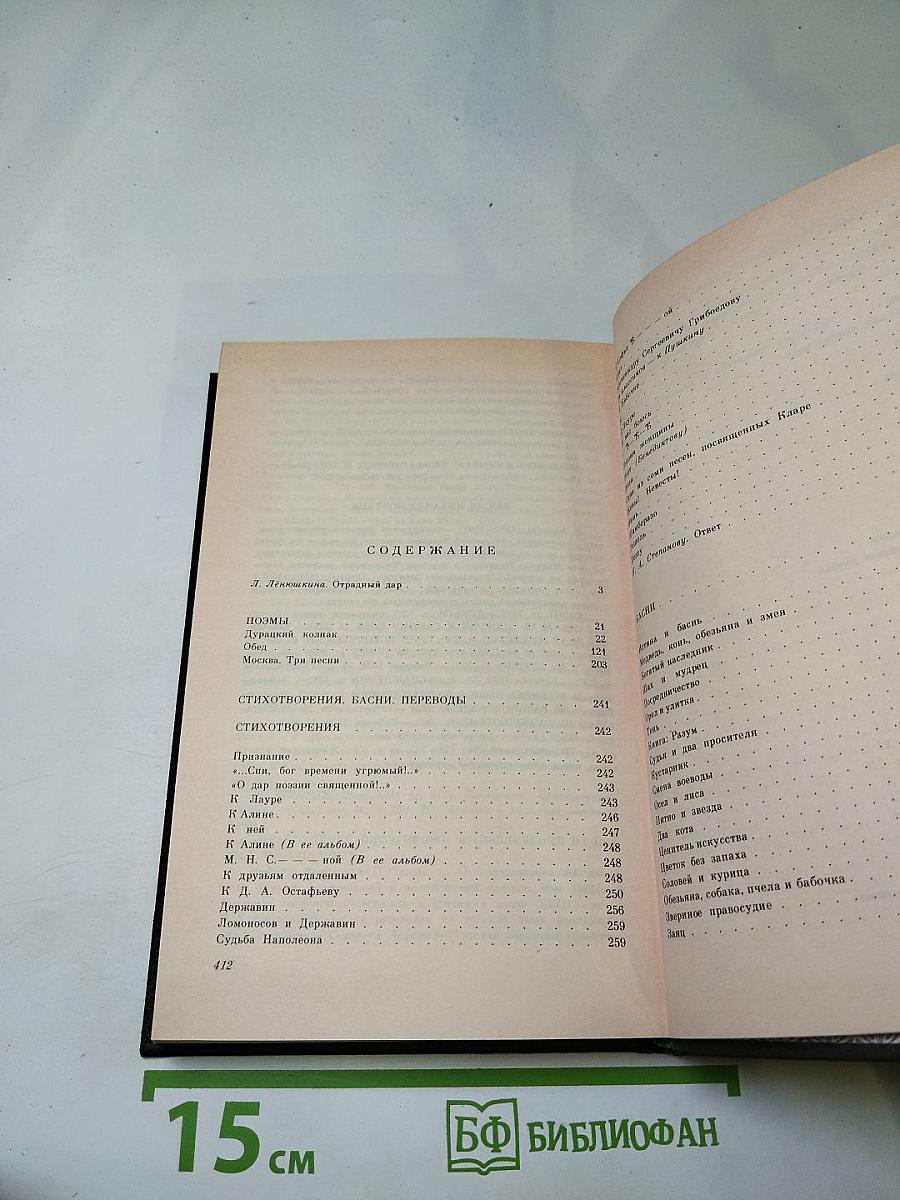 СОДЕРЖАНИЕ
Л. Лёнюшкина. Отрадный дар . . . 3
ПОЭМЫ . . . 21
Дурацкий колпак . . . 22
Обед . . . 121
Москва. Три песни . . . 203
СТИХОТВОРЕНИЯ. БАСНИ. ПЕРЕВОДЫ . . . 241
СТИХОТВОРЕНИЯ . . . 242
Признание . . . 242
«...Спи, бог времени угрюмый!..» . . . 242
«О дар поэзии священной!..» . . . 243
К Лауре . . . 243
К Алине . . . 246
К ней . . . 247
К Алине (В ее альбом) . . . 248
М. Н. С.— — — ной (В ее альбом) . . . 248
К друзьям отдаленным . . . 248
К Д. А. Остафьеву . . . 250
Державин . . . 256
Ломоносов и Державин . . . 259
Судьба Наполеона . . . 259
412
ой
Сергеевичу Грибоедову
к Пушкину
боюсь
женщины
(Бенедиктову)
из семи песен, посвященных Кларе
Невесты!
А. Степанову. Ответ
БАСНИ
Истина и баснь
Медведь, конь, обезьяна и змея
Богатый наследник
Шах и мудрец
Посредничество
Орел и улитка
Тень
Книга: Разум
Судья и два просителя
Кустарник
Смена воеводы
Осел и лиса
Пятно и звезда
Два кота
Ценитель искусства
Цветок без запаха
Соловей и курица
Обезьяна, собака, пчела и бабочка
Звериное правосудие
Заяц
15 см
БФ БИБЛИОФАН